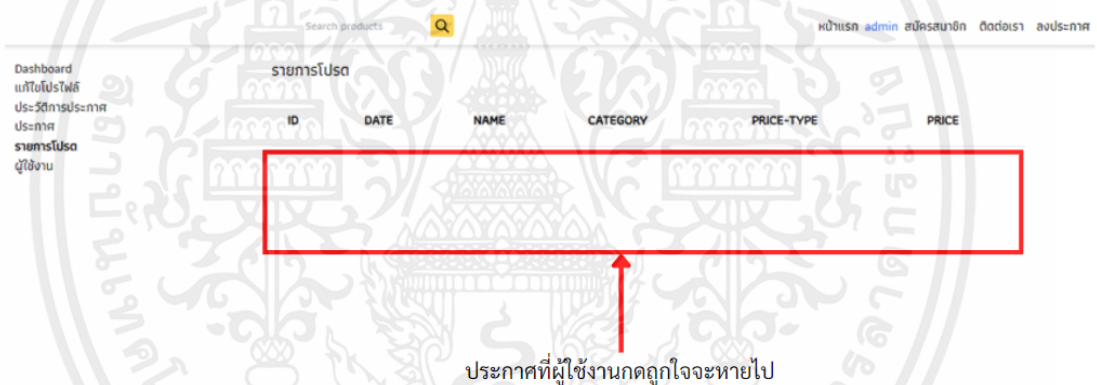 Search products
หน้าแรก admin สมัครสมาชิก ติดต่อเรา ลงประกาศ
Dashboard
แก้ไขโปรไฟล์
ประวัติการประกาศ
ประกาศ
รายการโปรด
ผู้ใช้งาน
รายการโปรด
ID DATE NAME CATEGORY PRICE-TYPE PRICE
ประกาศที่ผู้ใช้งานกดถูกใจจะหายไป